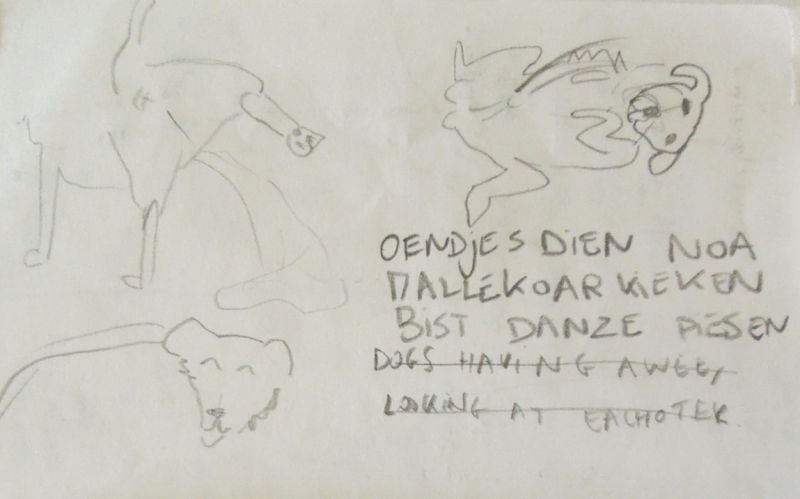 OENDJES DIEN NOA
MALLEKOAR KIEKEN
BIST DANZE PIESEN
DOGS HAVING A WEE,
LOOKING AT EACHOTER.